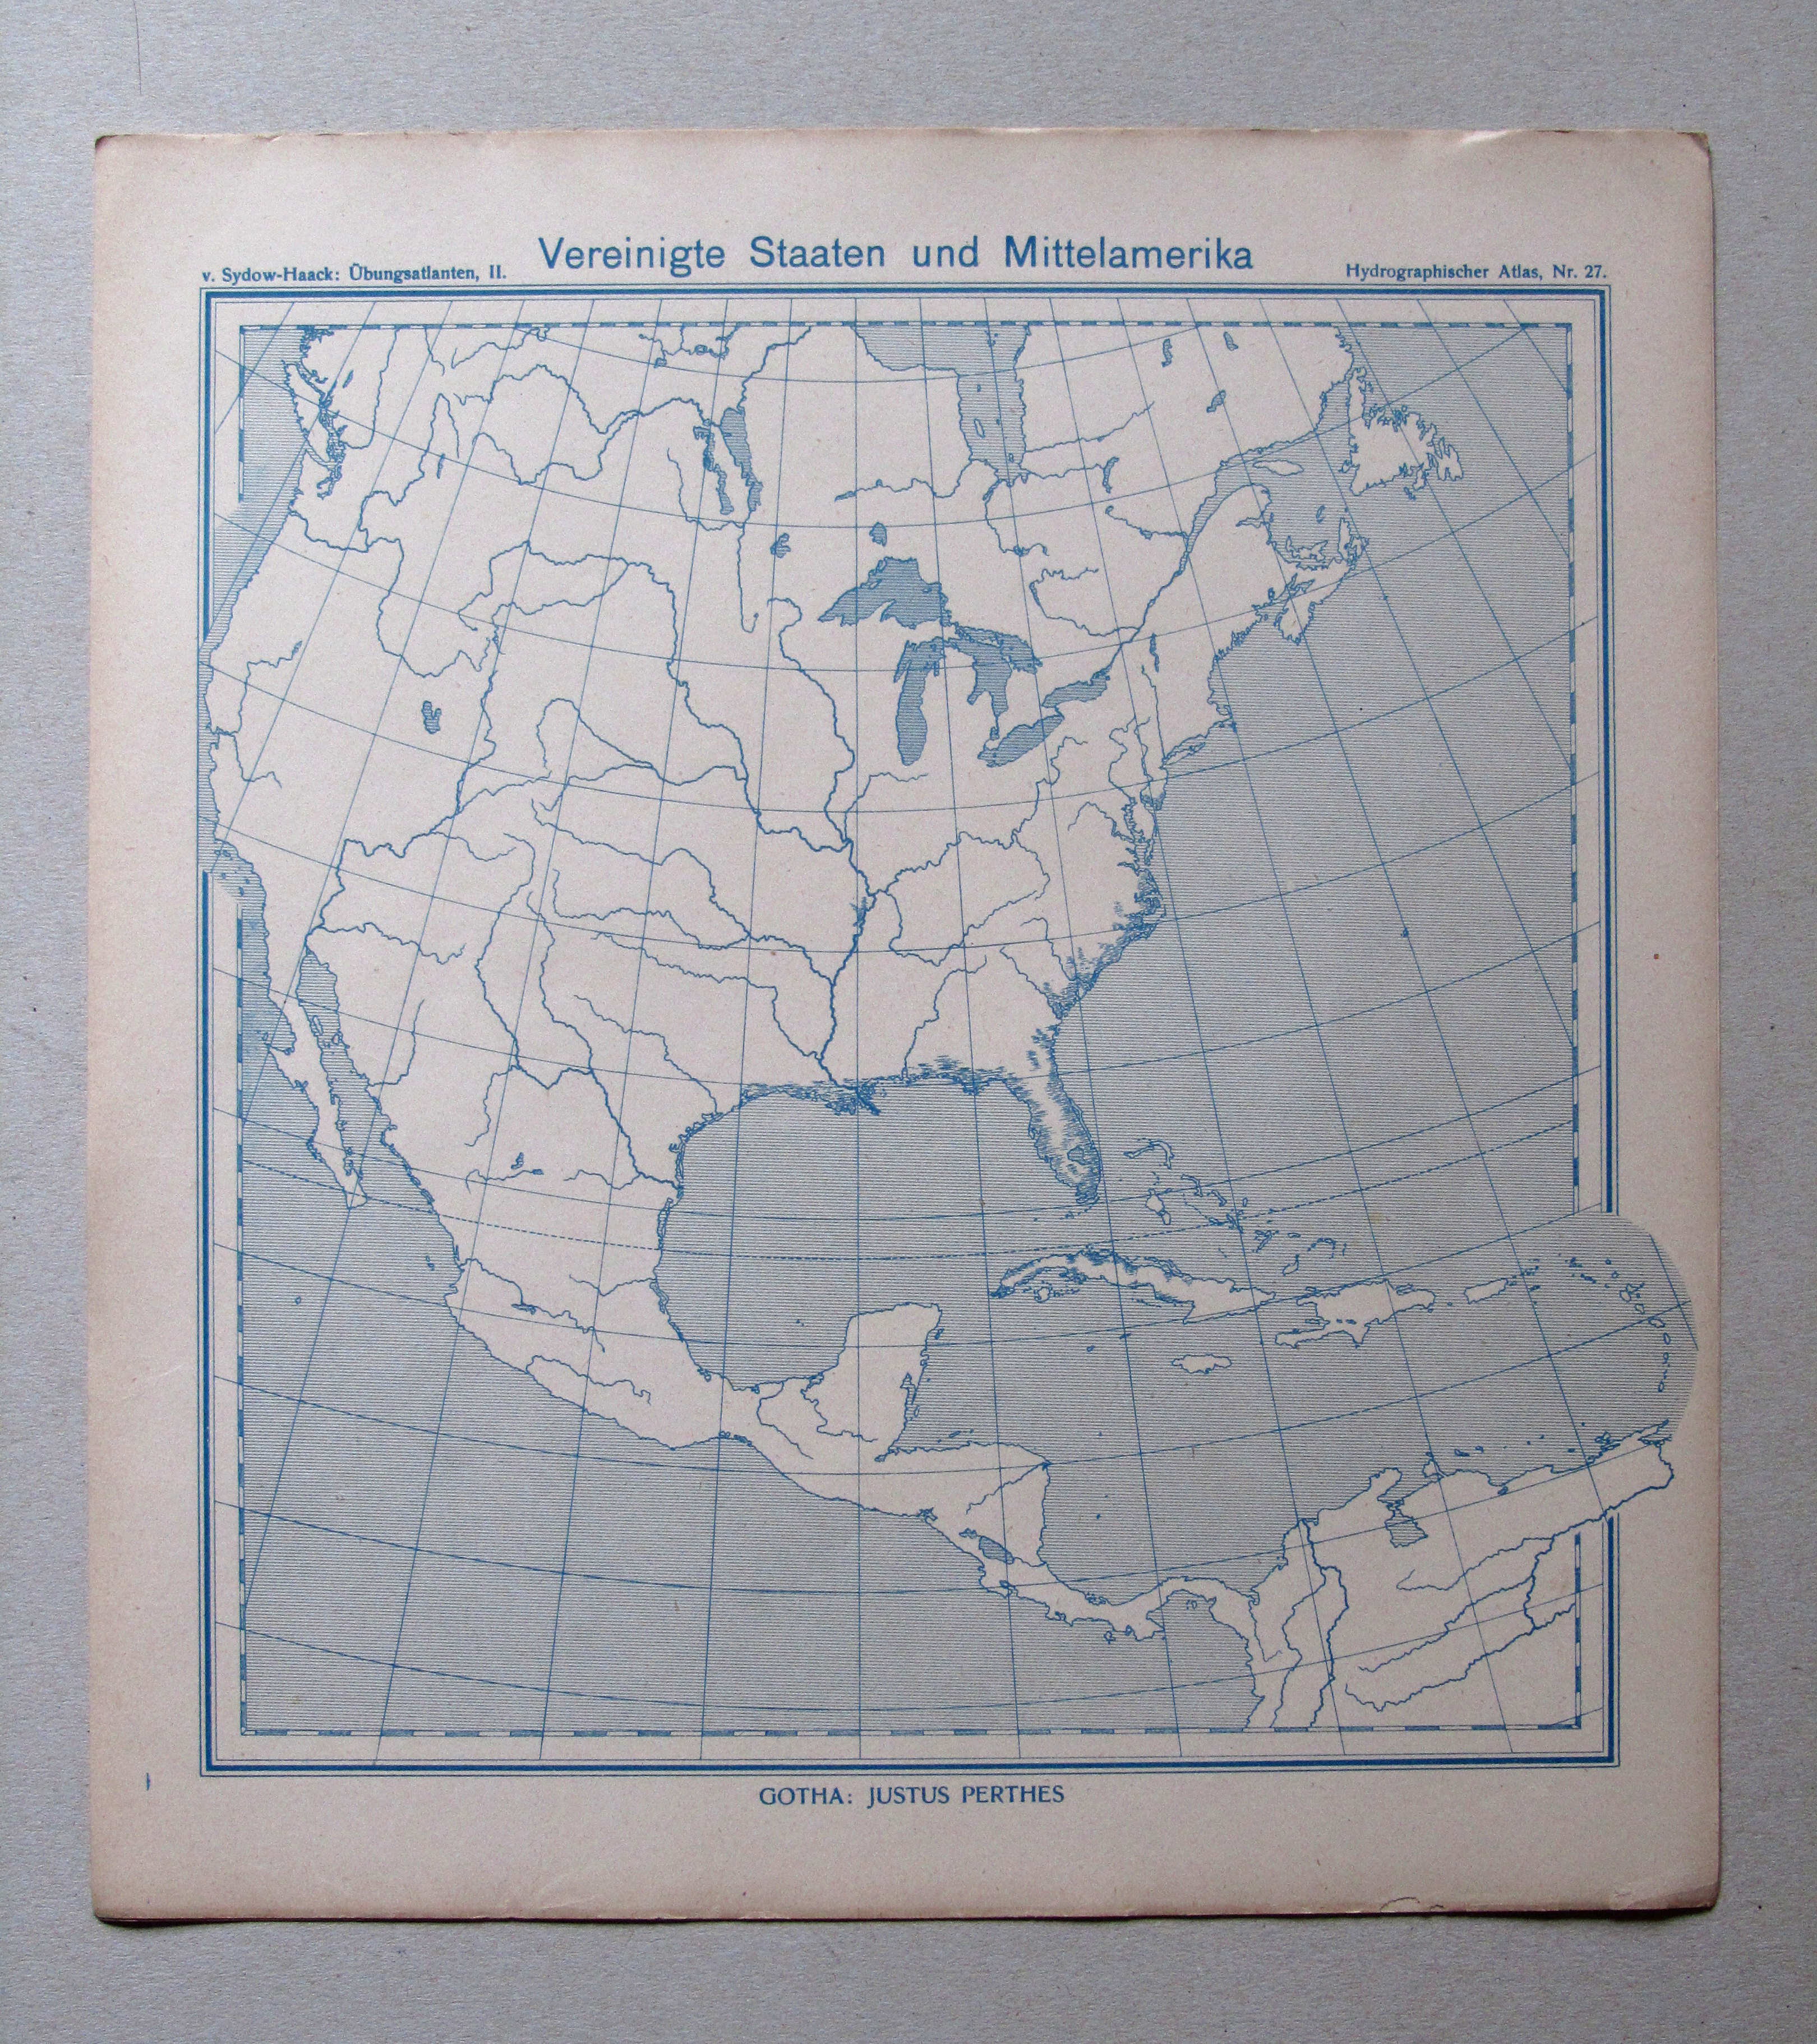 Vereinigte Staaten und Mittelamerika
v. Sydow-Haack: Übungsatlanten, II.
Hydrographischer Atlas, Nr. 27.
GOTHA: JUSTUS PERTHES